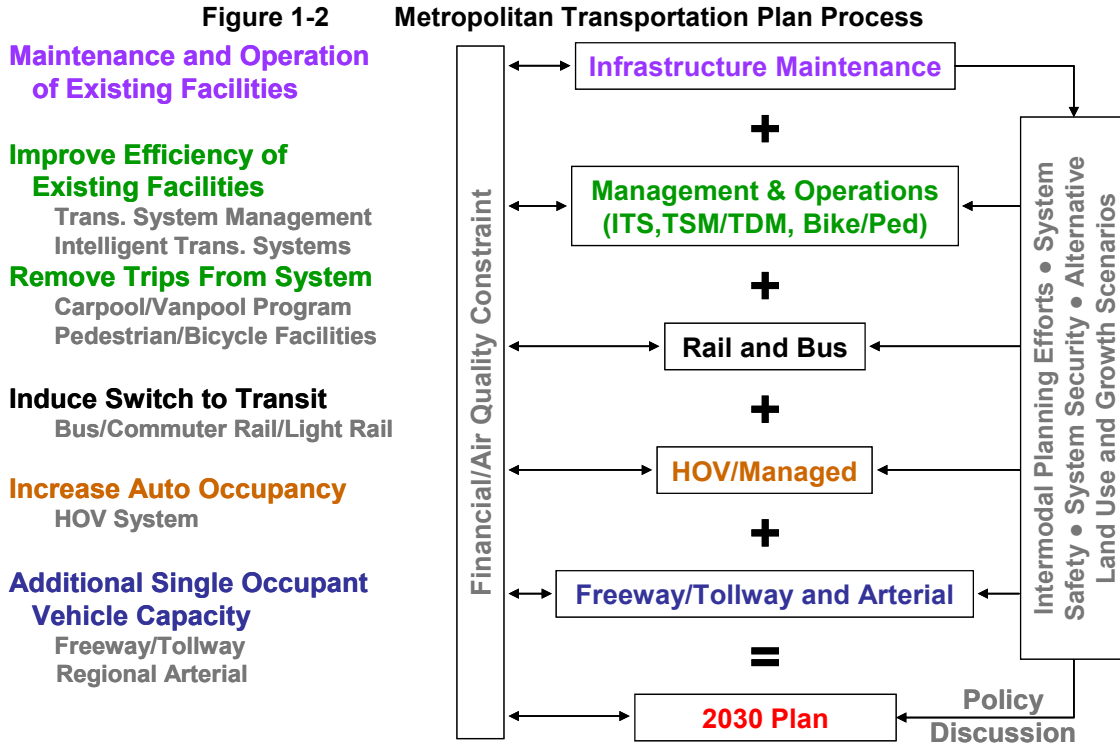 Figure 1-2 Metropolitan Transportation Plan Process
Maintenance and Operation
of Existing Facilities
Improve Efficiency of
Existing Facilities
Trans. System Management
Intelligent Trans. Systems
Remove Trips From System
Carpool/Vanpool Program
Pedestrian/Bicycle Facilities
Induce Switch to Transit
Bus/Commuter Rail/Light Rail
Increase Auto Occupancy
HOV System
Additional Single Occupant
Vehicle Capacity
Freeway/Tollway
Regional Arterial
Financial/Air Quality Constraint
Infrastructure Maintenance
+
Management & Operations
(ITS,TSM/TDM, Bike/Ped)
+
Rail and Bus
+
HOV/Managed
+
Freeway/Tollway and Arterial
=
2030 Plan
Intermodal Planning Efforts ● System
Safety ● System Security ● Alternative
Land Use and Growth Scenarios
Policy
Discussion